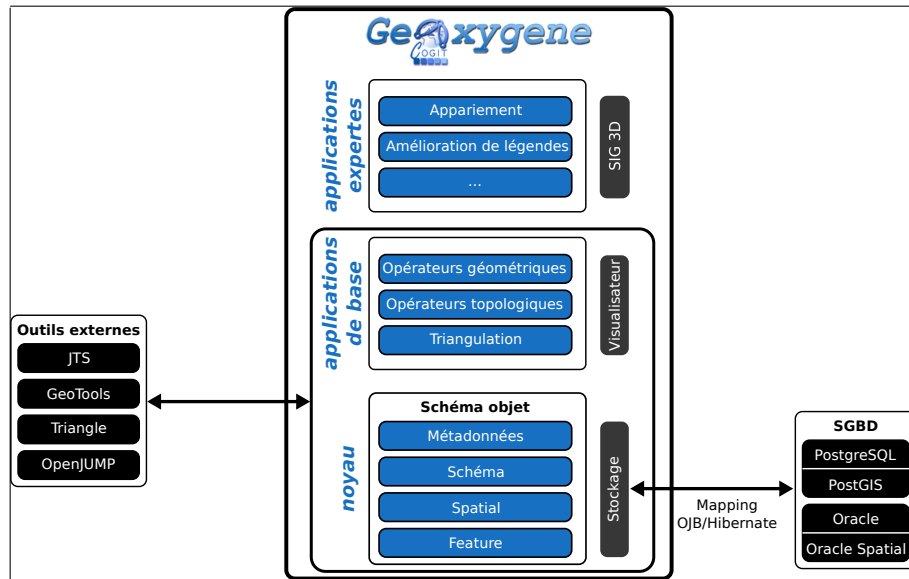 GeOxygene
COGIT
applications
expertes
Appariement
Amélioration de légendes
...
SIG 3D
applications
de base
Opérateurs géométriques
Opérateurs topologiques
Triangulation
Visualisateur
Outils externes
JTS
GeoTools
Triangle
OpenJUMP
noyau
Schéma objet
Métadonnées
Schéma
Spatial
Feature
Stockage
Mapping
OJB/Hibernate
SGBD
PostgreSQL
PostGIS
Oracle
Oracle Spatial